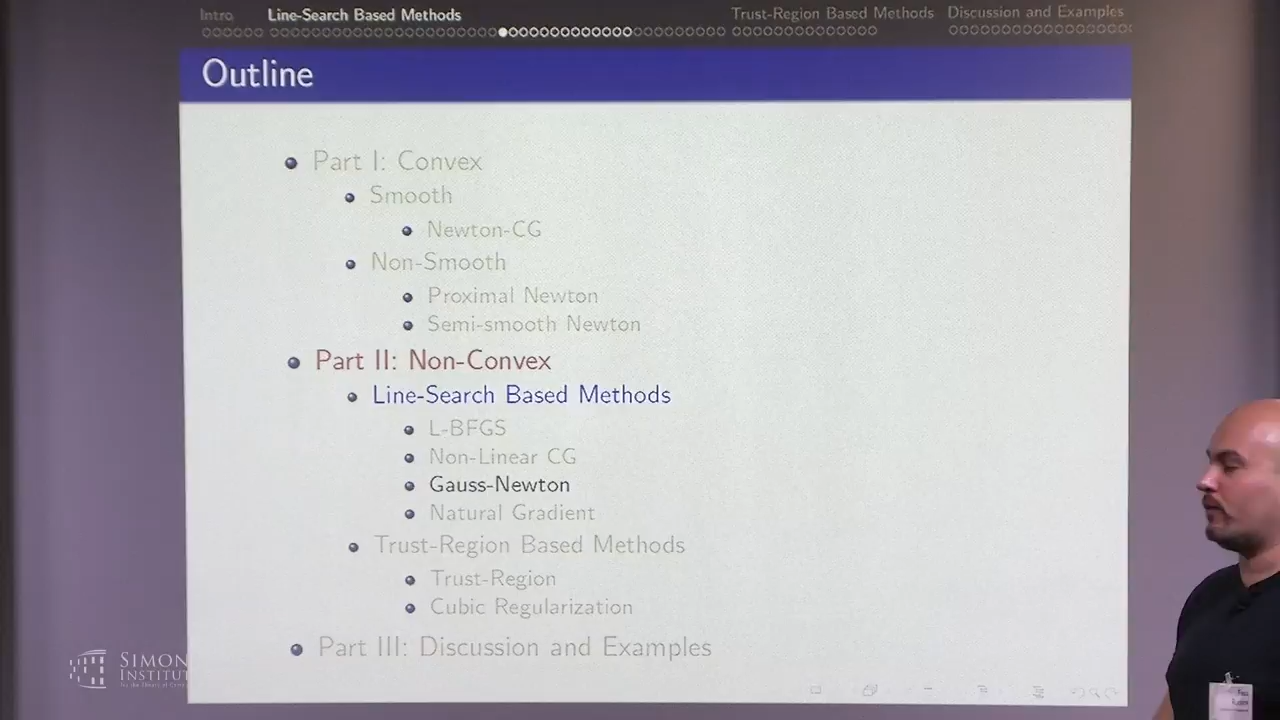 Intro Line-Search Based Methods Trust-Region Based Methods Discussion and Examples
Outline
Part I: Convex
Smooth
Newton-CG
Non-Smooth
Proximal Newton
Semi-smooth Newton
Part II: Non-Convex
Line-Search Based Methods
L-BFGS
Non-Linear CG
Gauss-Newton
Natural Gradient
Trust-Region Based Methods
Trust-Region
Cubic Regularization
Part III: Discussion and Examples
SIMON
INSTITUT